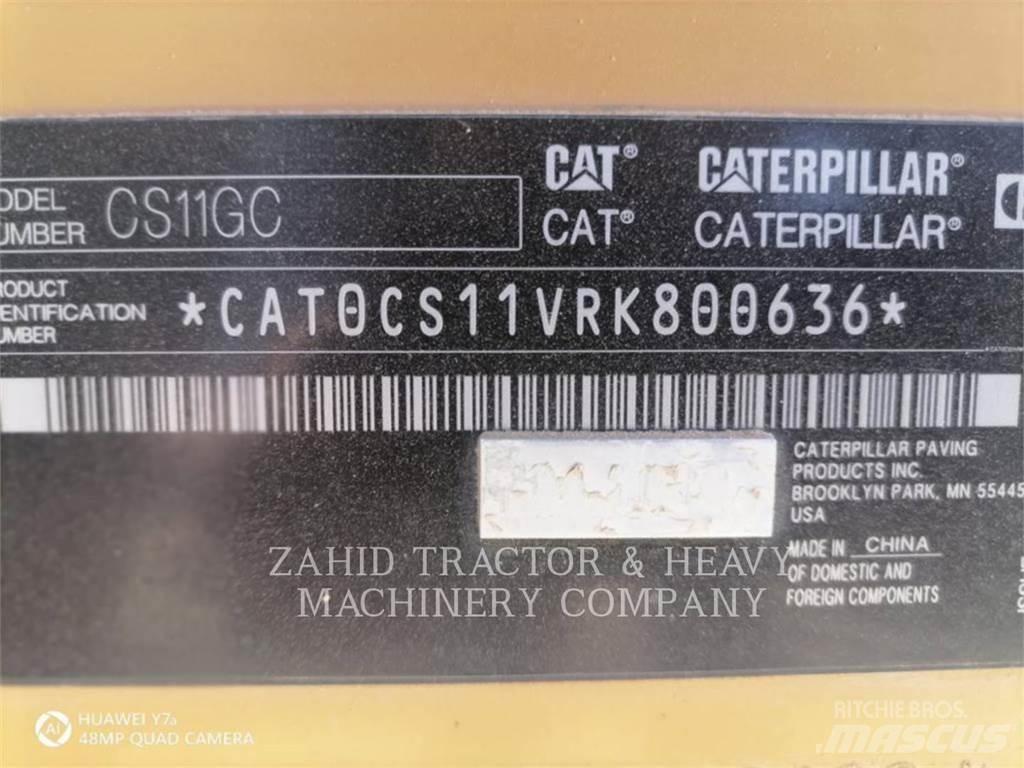 CAT® CATERPILLAR®
ODEL
UMBER
CS11GC
CAT® CATERPILLAR®
RODUCT
ENTIFICATION
UMBER
*CAT0CS11VRK800636*
CATERPILLAR PAVING
PRODUCTS INC.
BROOKLYN PARK, MN 55445
USA
MADE IN CHINA
OF DOMESTIC AND
FOREIGN COMPONENTS
ZAHID TRACTOR & HEAVY
MACHINERY COMPANY
AI
HUAWEI Y7a
48MP QUAD CAMERA
RITCHIE BROS.
MASCUS